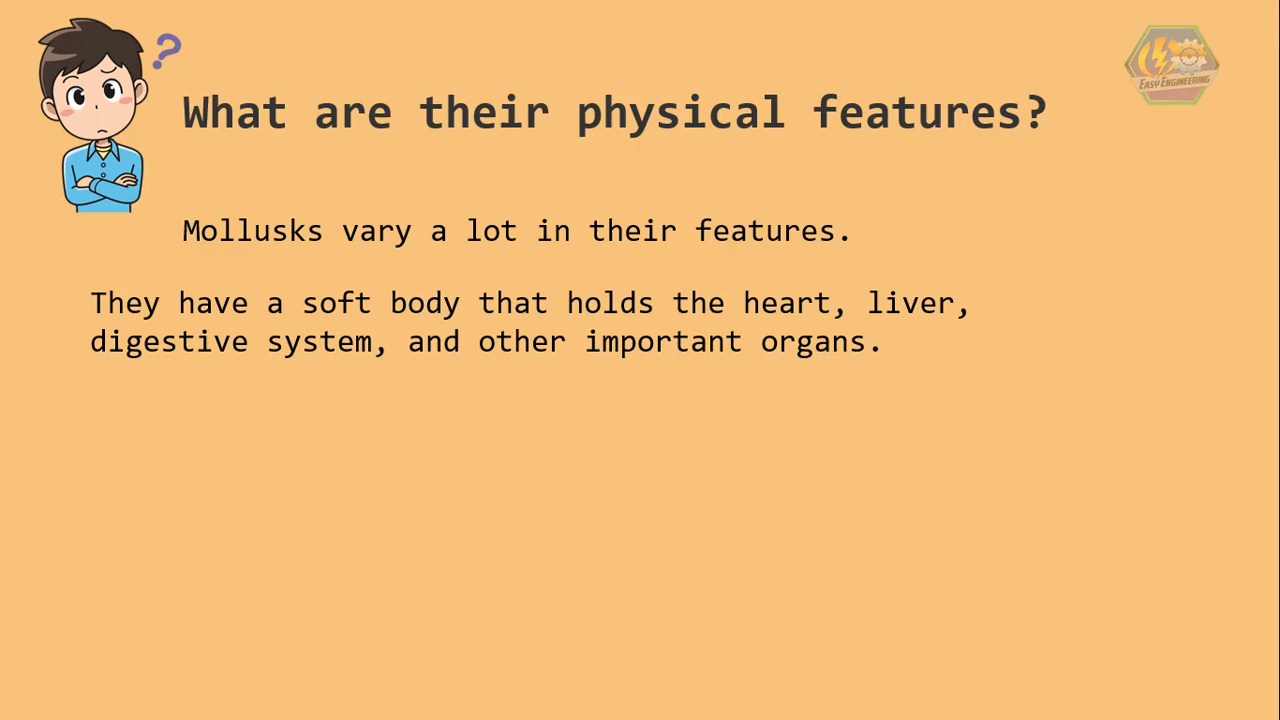 ?
EASY ENGINEERING
What are their physical features?
Mollusks vary a lot in their features.
They have a soft body that holds the heart, liver,
digestive system, and other important organs.